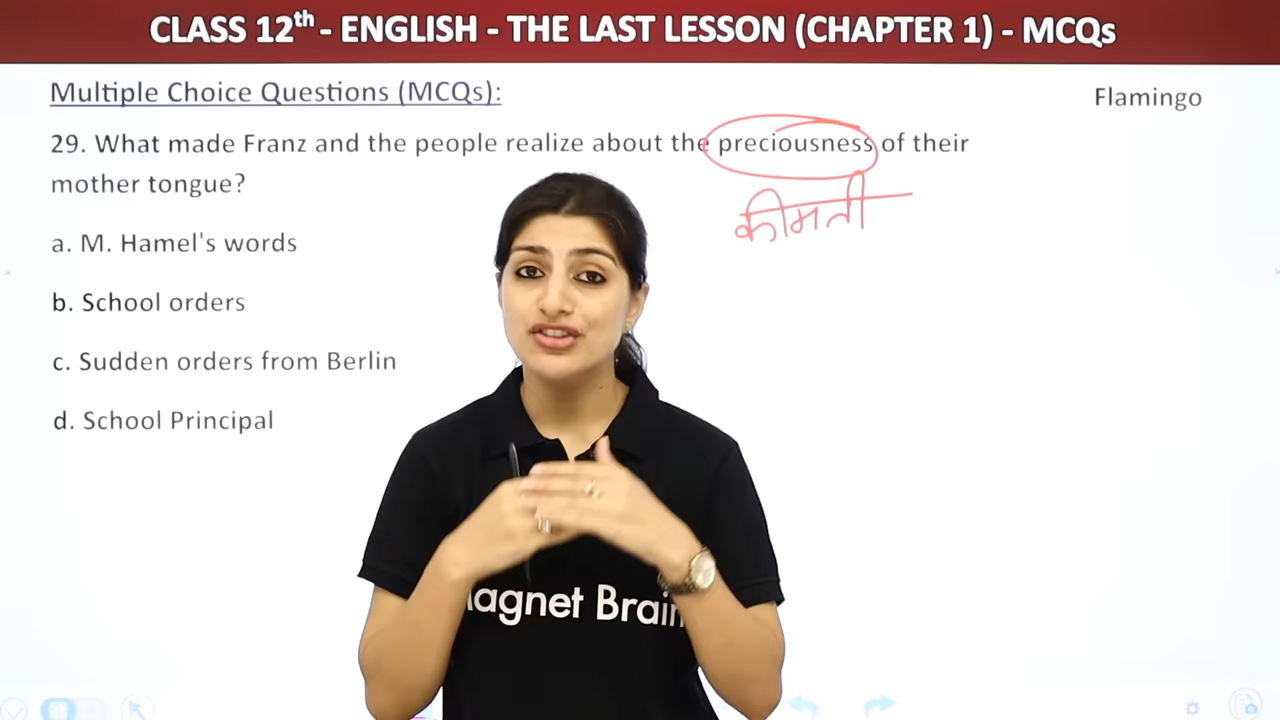 CLASS 12th - ENGLISH - THE LAST LESSON (CHAPTER 1) - MCQs
Multiple Choice Questions (MCQs):
Flamingo
29. What made Franz and the people realize about the preciousness of their
mother tongue?
कीमती
a. M. Hamel's words
b. School orders
c. Sudden orders from Berlin
d. School Principal
agnet Brain